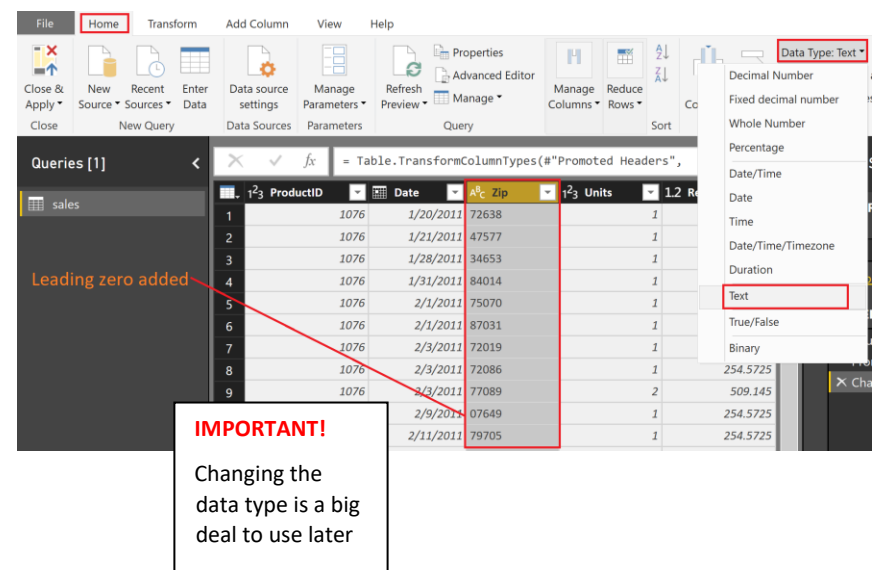 File Home Transform Add Column View Help
Properties
Advanced Editor
Manage
Data Type: Text
Close & Apply
New Source
Recent Sources
Enter Data
Data source settings
Manage Parameters
Refresh Preview
Manage Columns
Reduce Rows
Close New Query Data Sources Parameters Query Sort
Decimal Number
Fixed decimal number
Whole Number
Percentage
Date/Time
Date
Time
Date/Time/Timezone
Duration
Text
True/False
Binary
Queries [1]
sales
fx = Table.TransformColumnTypes(#"Promoted Headers",
1²3 ProductID Date ABC Zip 1²3 Units 1.2 Re
1 1076 1/20/2011 72638 1
2 1076 1/21/2011 47577 1
3 1076 1/28/2011 34653 1
4 1076 1/31/2011 84014 1
5 1076 2/1/2011 75070 1
6 1076 2/1/2011 87031 1
7 1076 2/3/2011 72019 1
8 1076 2/3/2011 72086 1 254.5725
9 1076 2/3/2011 77089 2 509.145
2/9/2011 07649 1 254.5725
2/11/2011 79705 1 254.5725
Cha
Leading zero added
IMPORTANT!
Changing the
data type is a big
deal to use later